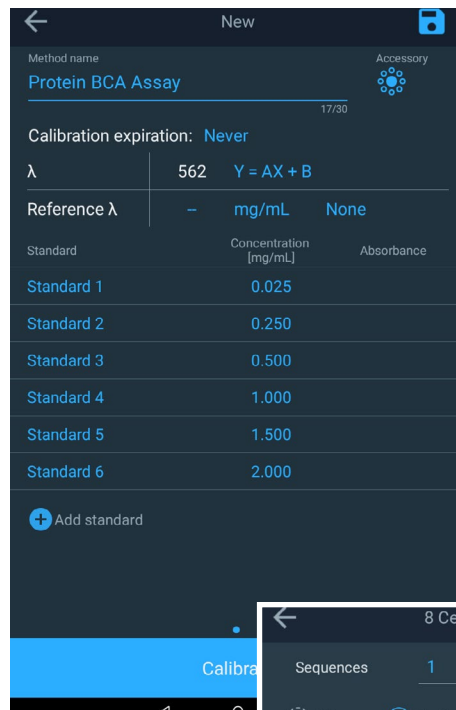 New
Method name
Accessory
Protein BCA Assay
17/30
Calibration expiration: Never
λ 562 Y = AX + B
Reference λ – mg/mL None
Standard Concentration [mg/mL] Absorbance
Standard 1 0.025
Standard 2 0.250
Standard 3 0.500
Standard 4 1.000
Standard 5 1.500
Standard 6 2.000
Add standard
8 Ce
Calibra
Sequences 1